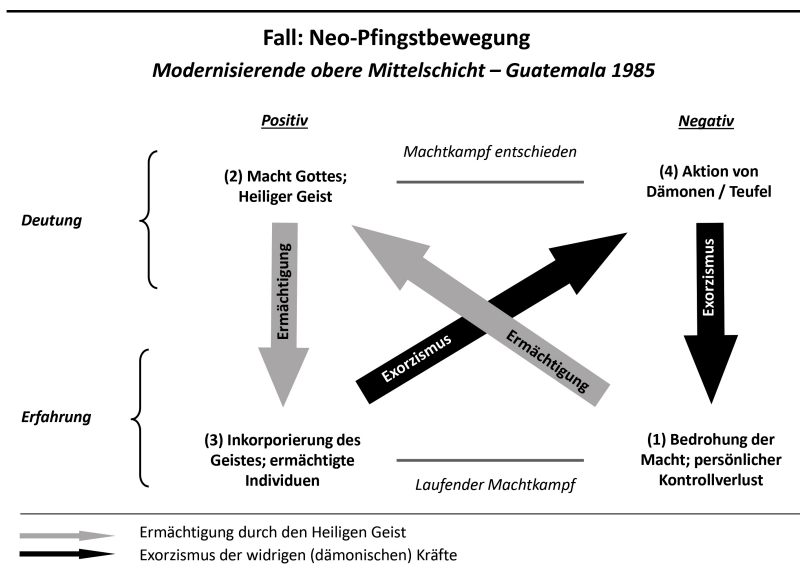 Fall: Neo-Pfingstbewegung
Modernisierende obere Mittelschicht – Guatemala 1985
Positiv
Negativ
Machtkampf entschieden
(2) Macht Gottes;
Heiliger Geist
(4) Aktion von
Dämonen / Teufel
Deutung
Ermächtigung
Exorzismus
Exorzismus
Ermächtigung
Erfahrung
(3) Inkorporierung des
Geistes; ermächtigte
Individuen
(1) Bedrohung der
Macht; persönlicher
Kontrollverlust
Laufender Machtkampf
Ermächtigung durch den Heiligen Geist
Exorzismus der widrigen (dämonischen) Kräfte